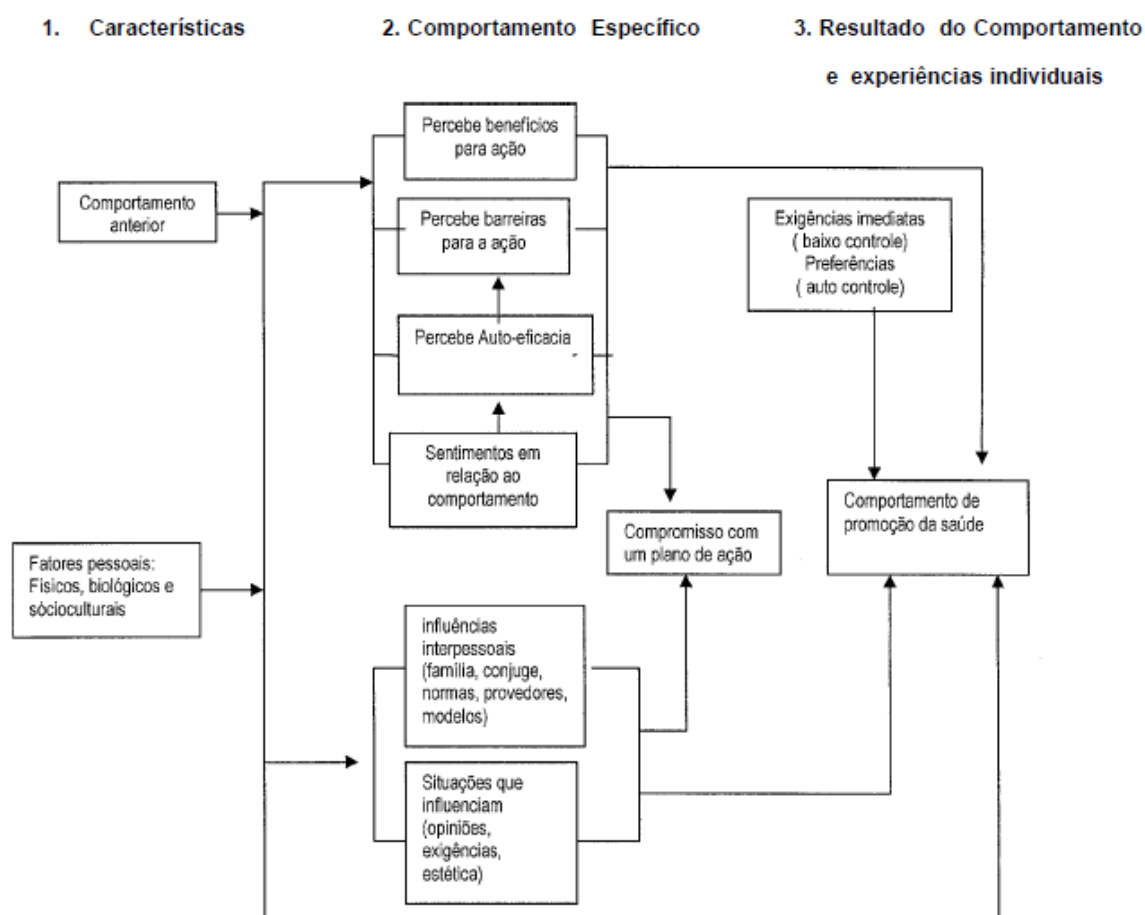 1. Características
2. Comportamento Específico
3. Resultado do Comportamento
e experiências individuais
Percebe benefícios
para ação
Comportamento
anterior
Percebe barreiras
para a ação
Exigências imediatas
( baixo controle)
Preferências
( auto controle)
Percebe Auto-eficacia
Sentimentos em
relação ao
comportamento
Comportamento de
promoção da saúde
Compromisso com
um plano de ação
Fatores pessoais:
Físicos, biológicos e
sócioculturais
influências
interpessoais
(família, conjuge,
normas, provedores,
modelos)
Situações que
influenciam
(opiniões,
exigências,
estética)